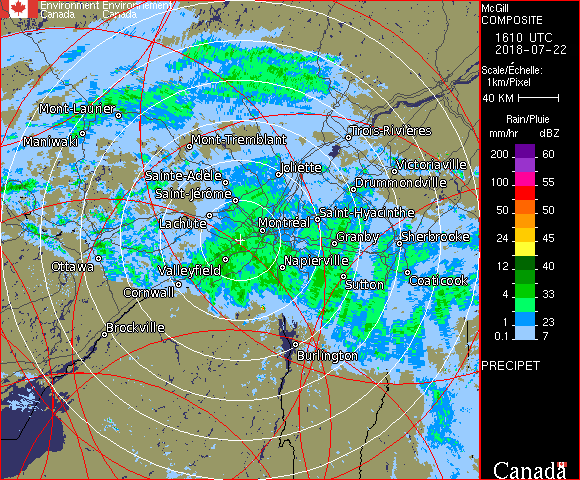 Environment Environnement
Canada Canada
Mont-Laurier
Maniwaki
Mont-Tremblant
Trois-Rivières
Joliette
Victoriaville
Sainte-Adèle
Drummondville
Saint-Jérôme
Saint-Hyacinthe
Lachute
Montréal
Granby
Sherbrooke
Ottawa
Valleyfield
Napierville
Coaticook
Sutton
Cornwall
Brockville
Burlington
McGill
COMPOSITE
1610 UTC
2018-07-22
Scale/Échelle:
1km/Pixel
40 KM
Rain/Pluie
mm/hr dBZ
200 60
150 57
100 55
50 50
24 45
12 40
4 33
1 23
0.1 7
PRECIPET
Canada